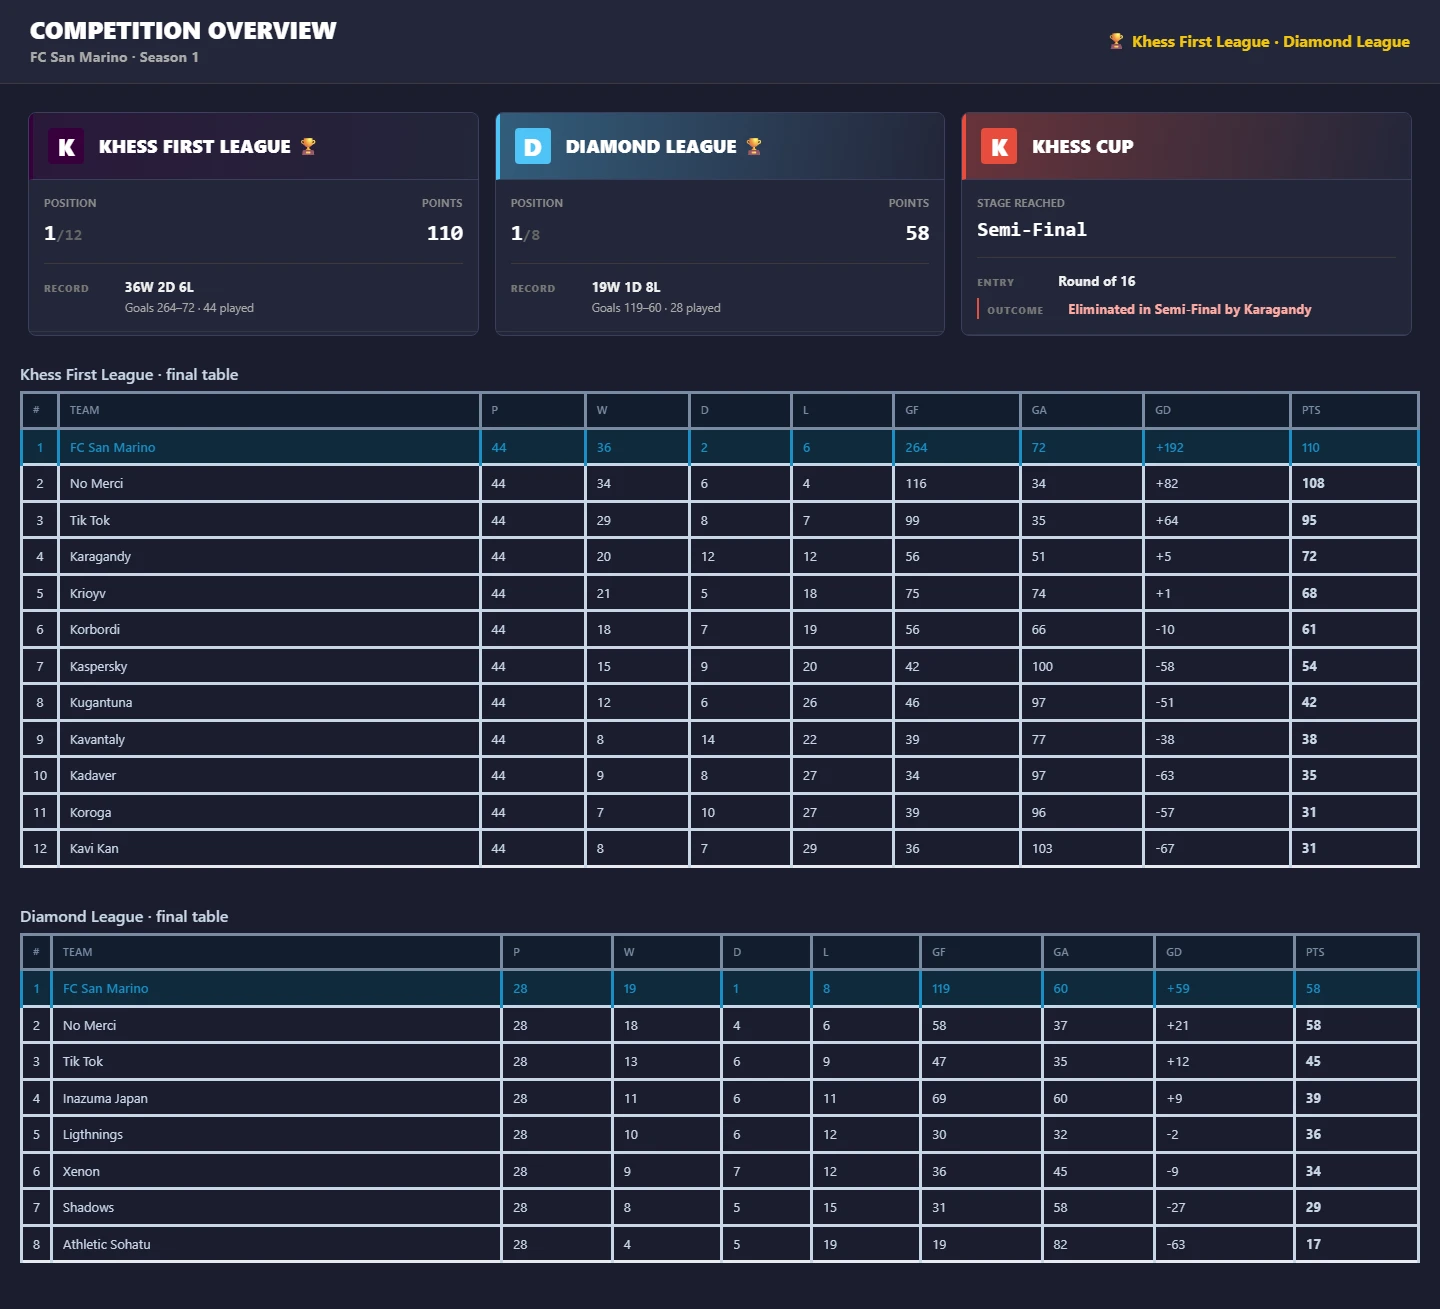 COMPETITION OVERVIEW
FC San Marino · Season 1
🏆 Khess First League · Diamond League
K KHESS FIRST LEAGUE 🏆
POSITION POINTS
1/12 110
RECORD 36W 2D 6L
Goals 264–72 · 44 played
D DIAMOND LEAGUE 🏆
POSITION POINTS
1/8 58
RECORD 19W 1D 8L
Goals 119–60 · 28 played
K KHESS CUP
STAGE REACHED
Semi-Final
ENTRY Round of 16
OUTCOME Eliminated in Semi-Final by Karagandy
Khess First League · final table
# TEAM P W D L GF GA GD PTS
1 FC San Marino 44 36 2 6 264 72 +192 110
2 No Merci 44 34 6 4 116 34 +82 108
3 Tik Tok 44 29 8 7 99 35 +64 95
4 Karagandy 44 20 12 12 56 51 +5 72
5 Krioyv 44 21 5 18 75 74 +1 68
6 Korbordi 44 18 7 19 56 66 -10 61
7 Kaspersky 44 15 9 20 42 100 -58 54
8 Kugantuna 44 12 6 26 46 97 -51 42
9 Kavantaly 44 8 14 22 39 77 -38 38
10 Kadaver 44 9 8 27 34 97 -63 35
11 Koroga 44 7 10 27 39 96 -57 31
12 Kavi Kan 44 8 7 29 36 103 -67 31
Diamond League · final table
# TEAM P W D L GF GA GD PTS
1 FC San Marino 28 19 1 8 119 60 +59 58
2 No Merci 28 18 4 6 58 37 +21 58
3 Tik Tok 28 13 6 9 47 35 +12 45
4 Inazuma Japan 28 11 6 11 69 60 +9 39
5 Ligthnings 28 10 6 12 30 32 -2 36
6 Xenon 28 9 7 12 36 45 -9 34
7 Shadows 28 8 5 15 31 58 -27 29
8 Athletic Sohatu 28 4 5 19 19 82 -63 17